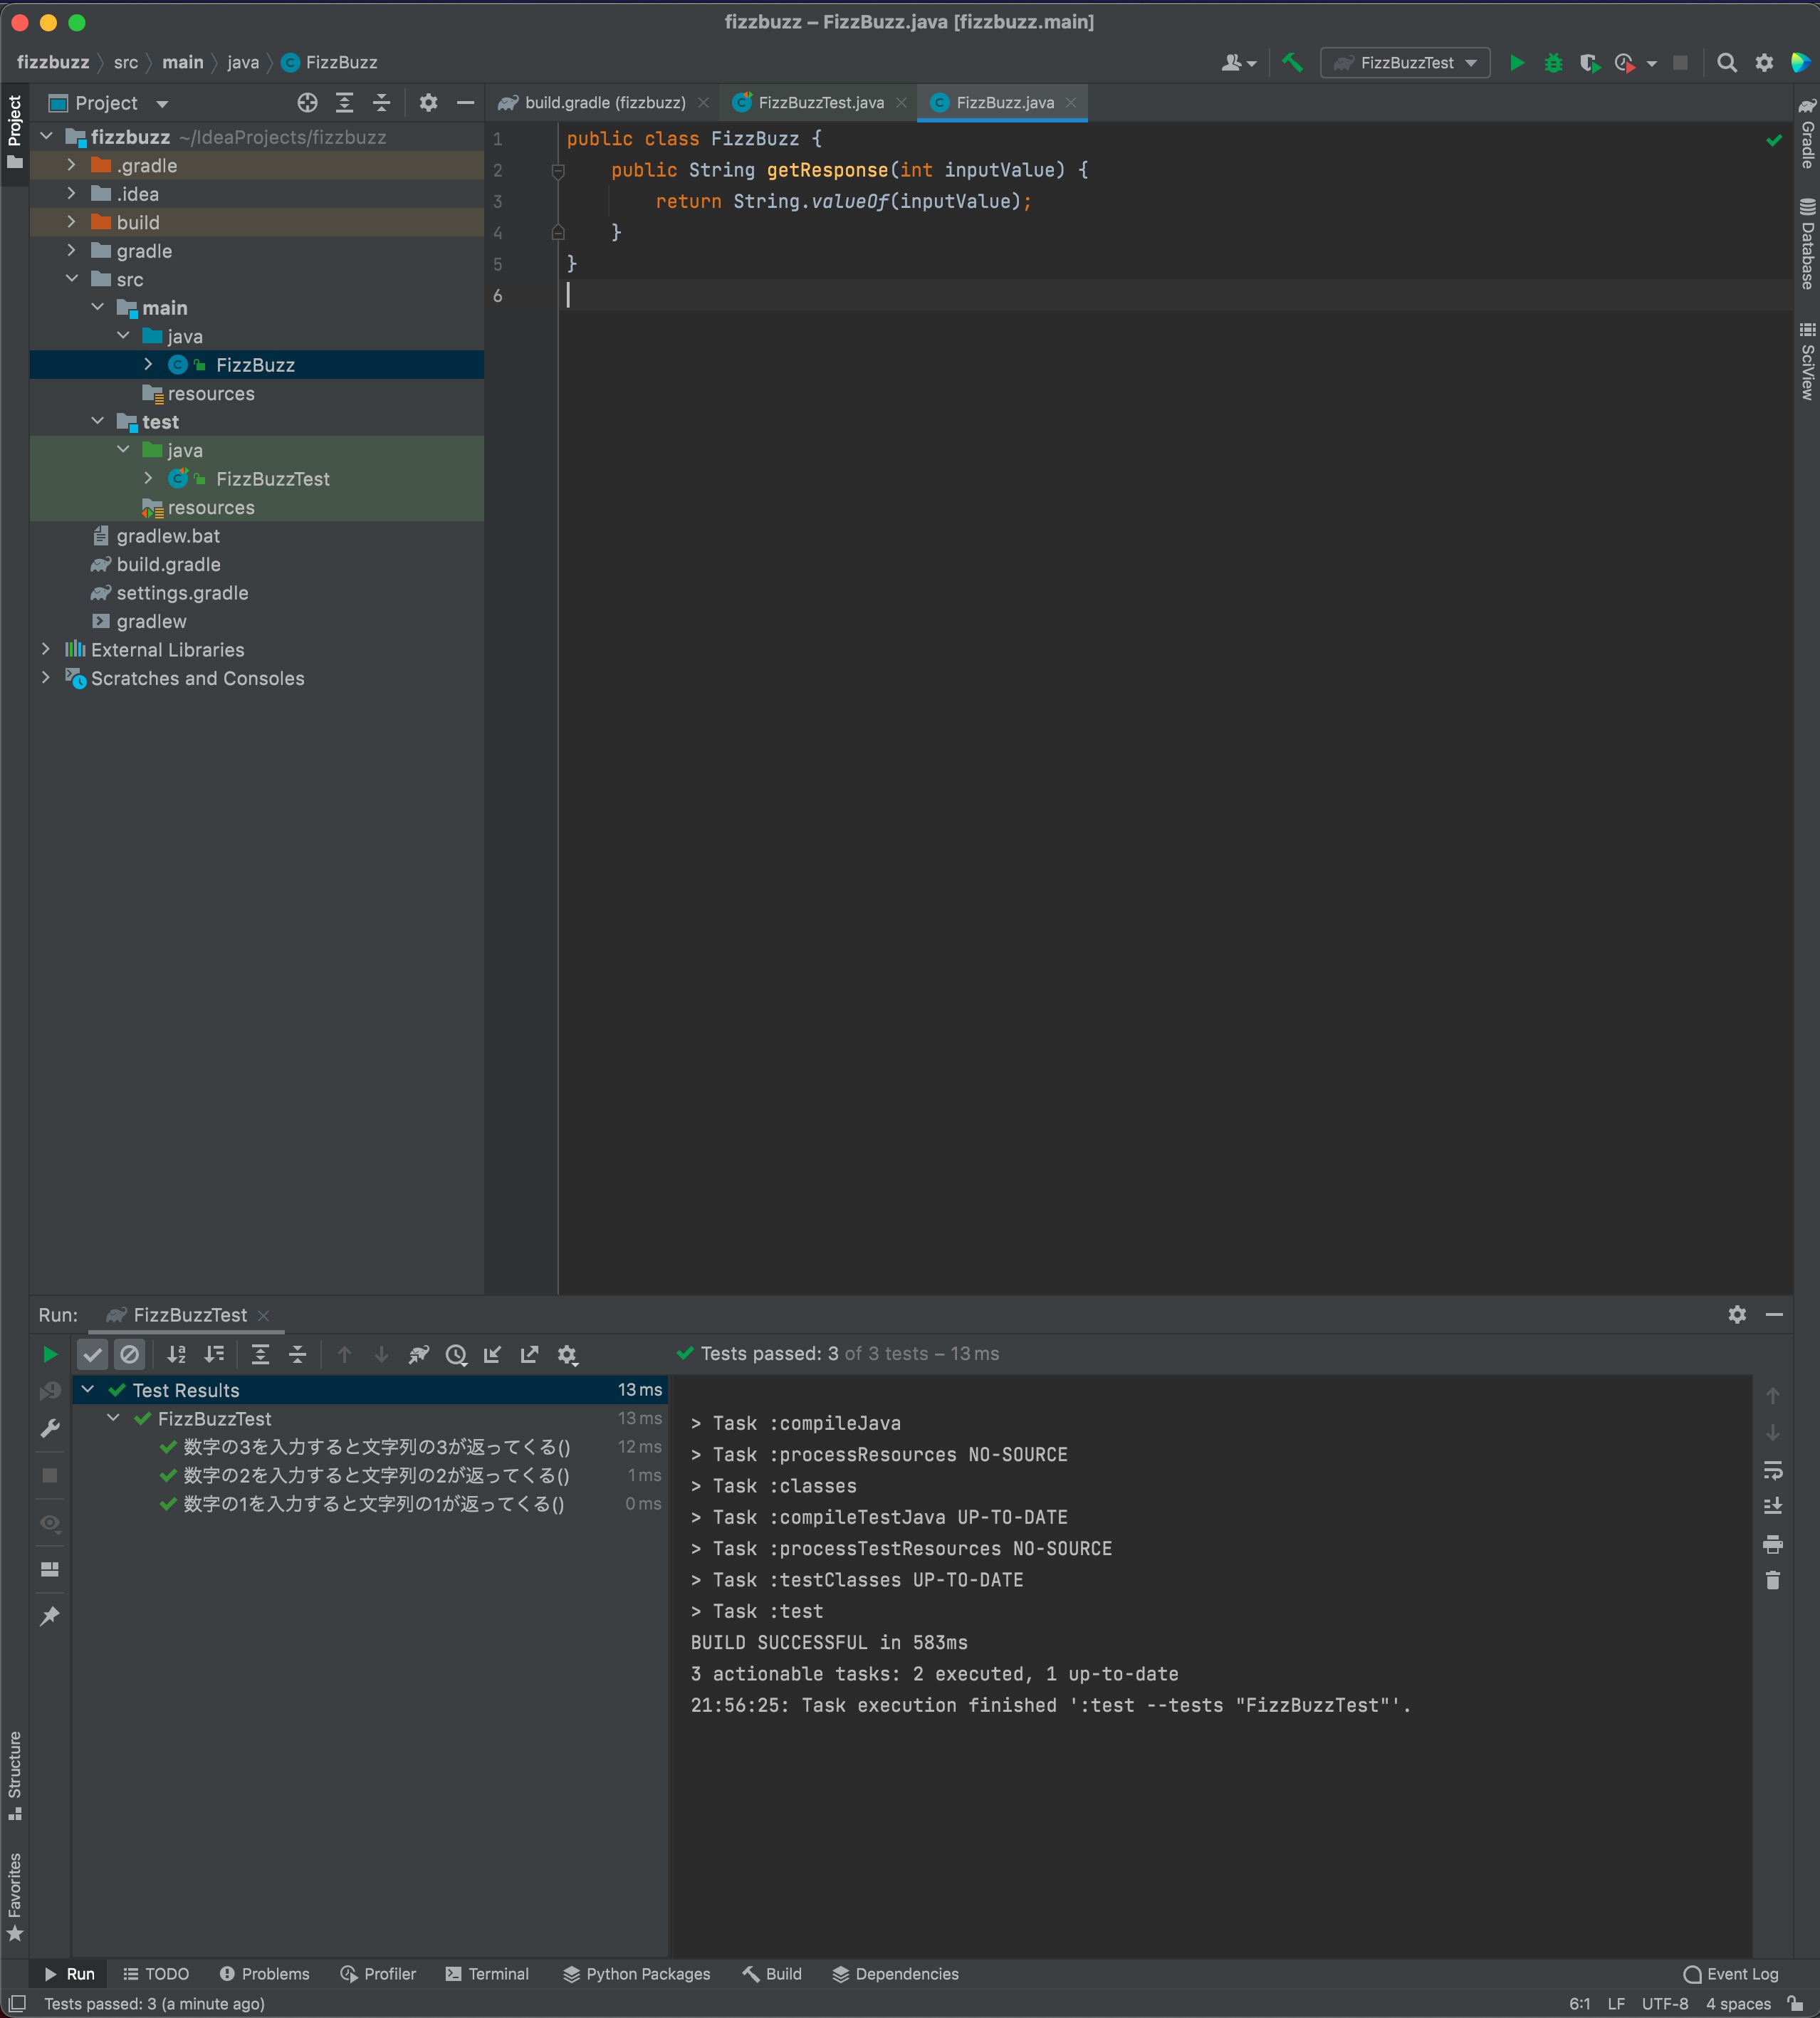 fizzbuzz – FizzBuzz.java [fizzbuzz.main]
fizzbuzz src main java FizzBuzz
FizzBuzzTest
Project
Project
build.gradle (fizzbuzz)
FizzBuzzTest.java
FizzBuzz.java
Gradle
Database
SciView
fizzbuzz ~/IdeaProjects/fizzbuzz
.gradle
.idea
build
gradle
src
main
java
FizzBuzz
resources
test
java
FizzBuzzTest
resources
gradlew.bat
build.gradle
settings.gradle
gradlew
External Libraries
Scratches and Consoles
1 public class FizzBuzz {
2 public String getResponse(int inputValue) {
3 return String.valueOf(inputValue);
4 }
5 }
6
Run: FizzBuzzTest
Tests passed: 3 of 3 tests – 13 ms
Test Results 13 ms
FizzBuzzTest 13 ms
数字の3を入力すると文字列の3が返ってくる() 12 ms
数字の2を入力すると文字列の2が返ってくる() 1 ms
数字の1を入力すると文字列の1が返ってくる() 0 ms
> Task :compileJava
> Task :processResources NO-SOURCE
> Task :classes
> Task :compileTestJava UP-TO-DATE
> Task :processTestResources NO-SOURCE
> Task :testClasses UP-TO-DATE
> Task :test
BUILD SUCCESSFUL in 583ms
3 actionable tasks: 2 executed, 1 up-to-date
21:56:25: Task execution finished ':test --tests "FizzBuzzTest"'.
Structure
Favorites
Run TODO Problems Profiler Terminal Python Packages Build Dependencies Event Log
Tests passed: 3 (a minute ago) 6:1 LF UTF-8 4 spaces